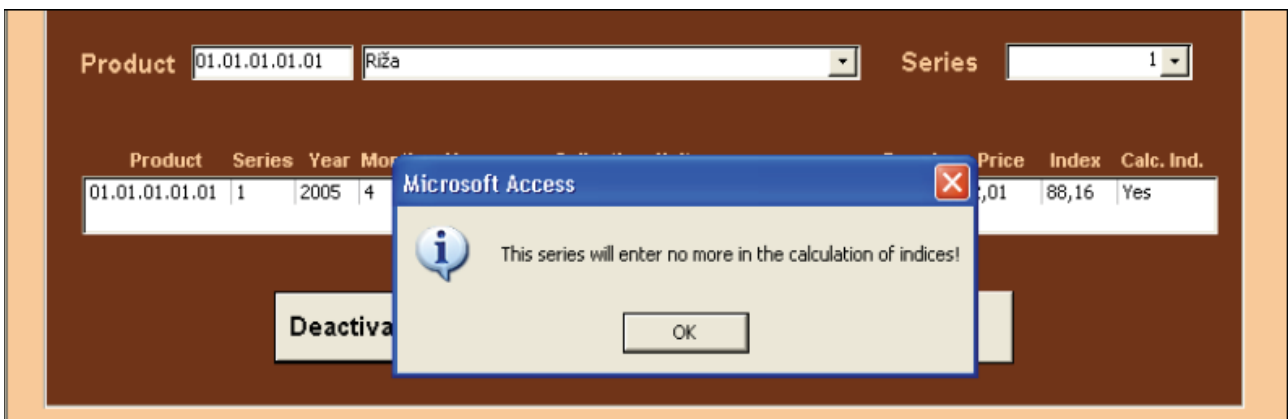 Product 01.01.01.01.01 Riža Series 1
Product Series Year Price Index Calc. Ind.
01.01.01.01.01 1 2005 4 ,01 88,16 Yes
Microsoft Access
This series will enter no more in the calculation of indices!
OK